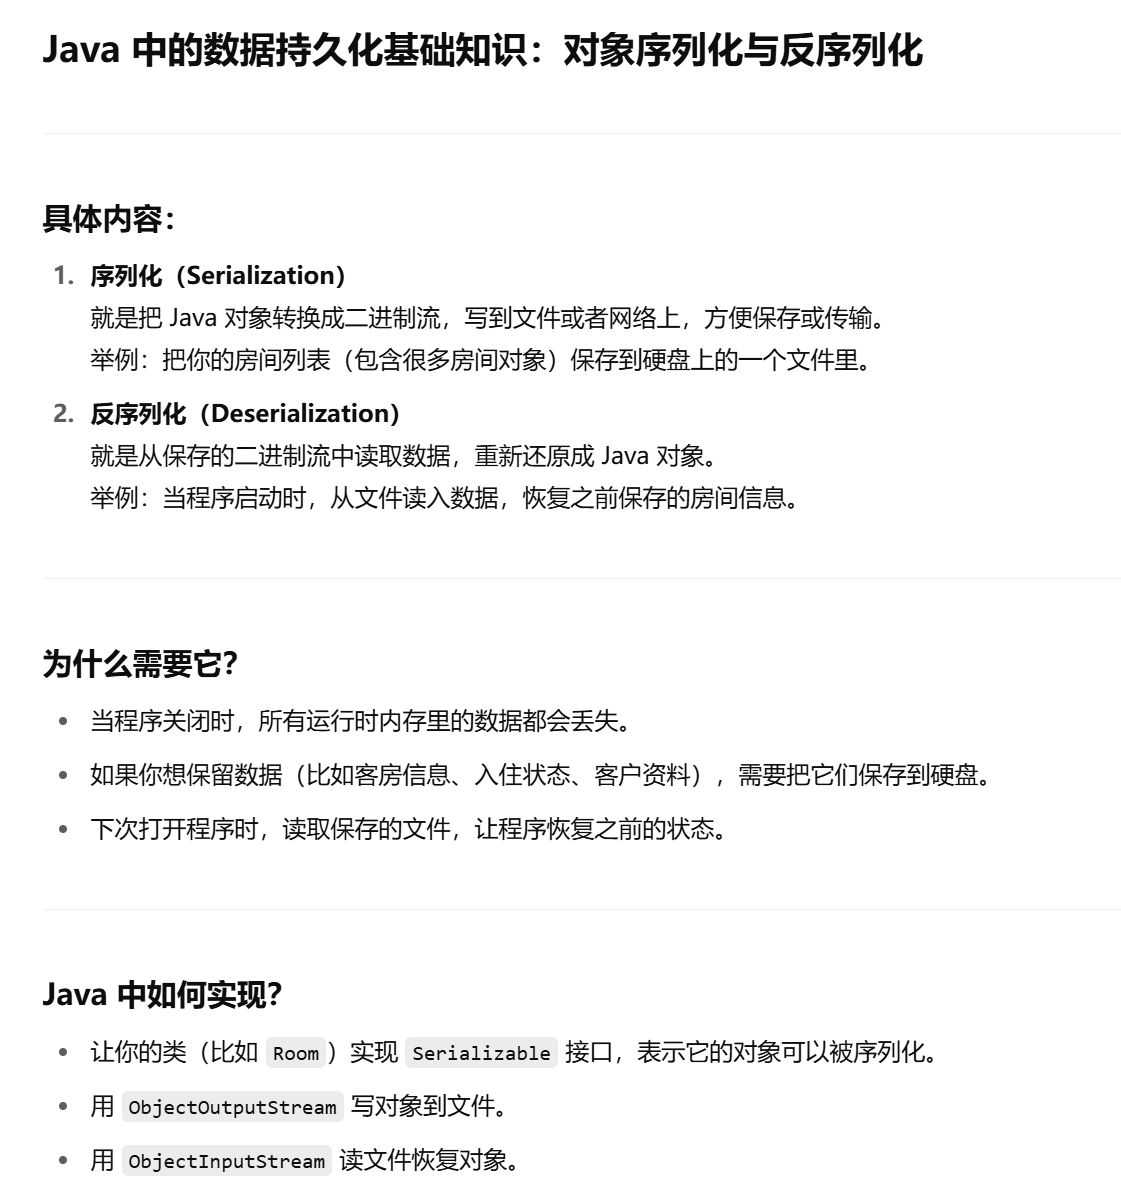 Java 中的数据持久化基础知识：对象序列化与反序列化
具体内容：
1. 序列化（Serialization）
就是把 Java 对象转换成二进制流，写到文件或者网络上，方便保存或传输。
举例：把你的房间列表（包含很多房间对象）保存到硬盘上的一个文件里。
2. 反序列化（Deserialization）
就是从保存的二进制流中读取数据，重新还原成 Java 对象。
举例：当程序启动时，从文件读入数据，恢复之前保存的房间信息。
为什么需要它？
• 当程序关闭时，所有运行时内存里的数据都会丢失。
• 如果你想保留数据（比如客房信息、入住状态、客户资料），需要把它们保存到硬盘。
• 下次打开程序时，读取保存的文件，让程序恢复之前的状态。
Java 中如何实现？
• 让你的类（比如 Room）实现 Serializable 接口，表示它的对象可以被序列化。
• 用 ObjectOutputStream 写对象到文件。
• 用 ObjectInputStream 读文件恢复对象。